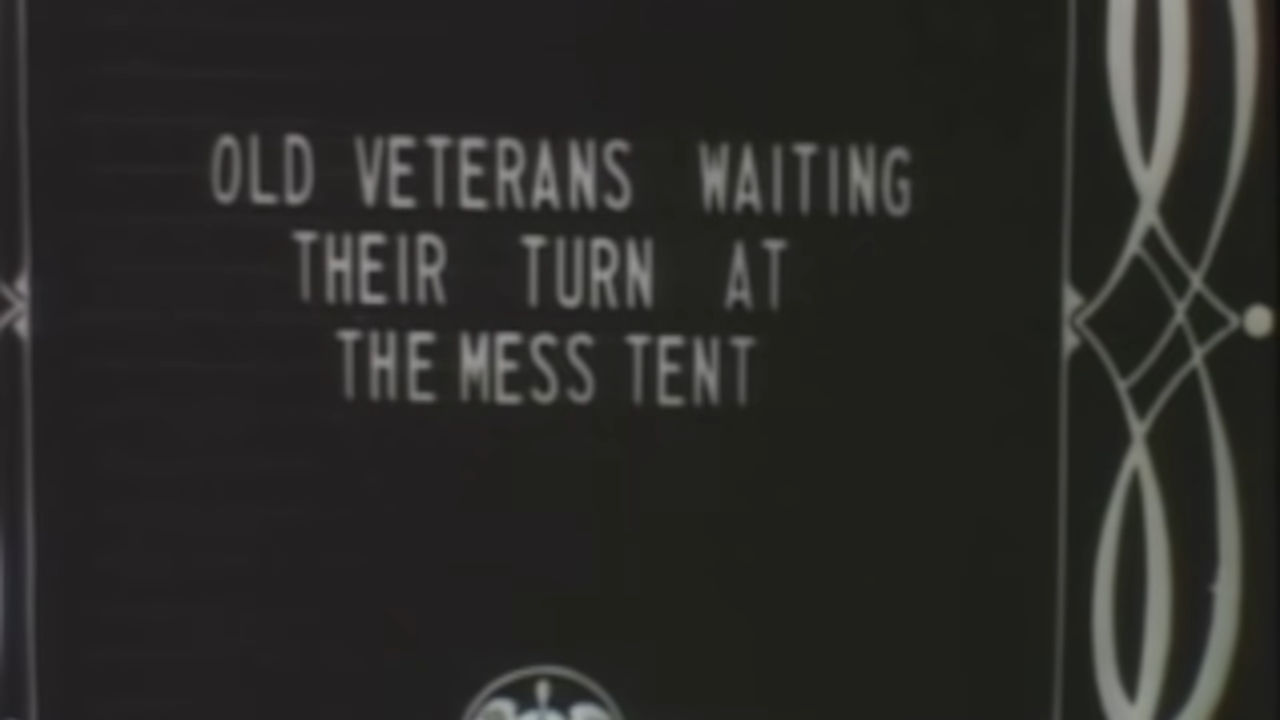 OLD VETERANS WAITING
THEIR TURN AT
THE MESS TENT